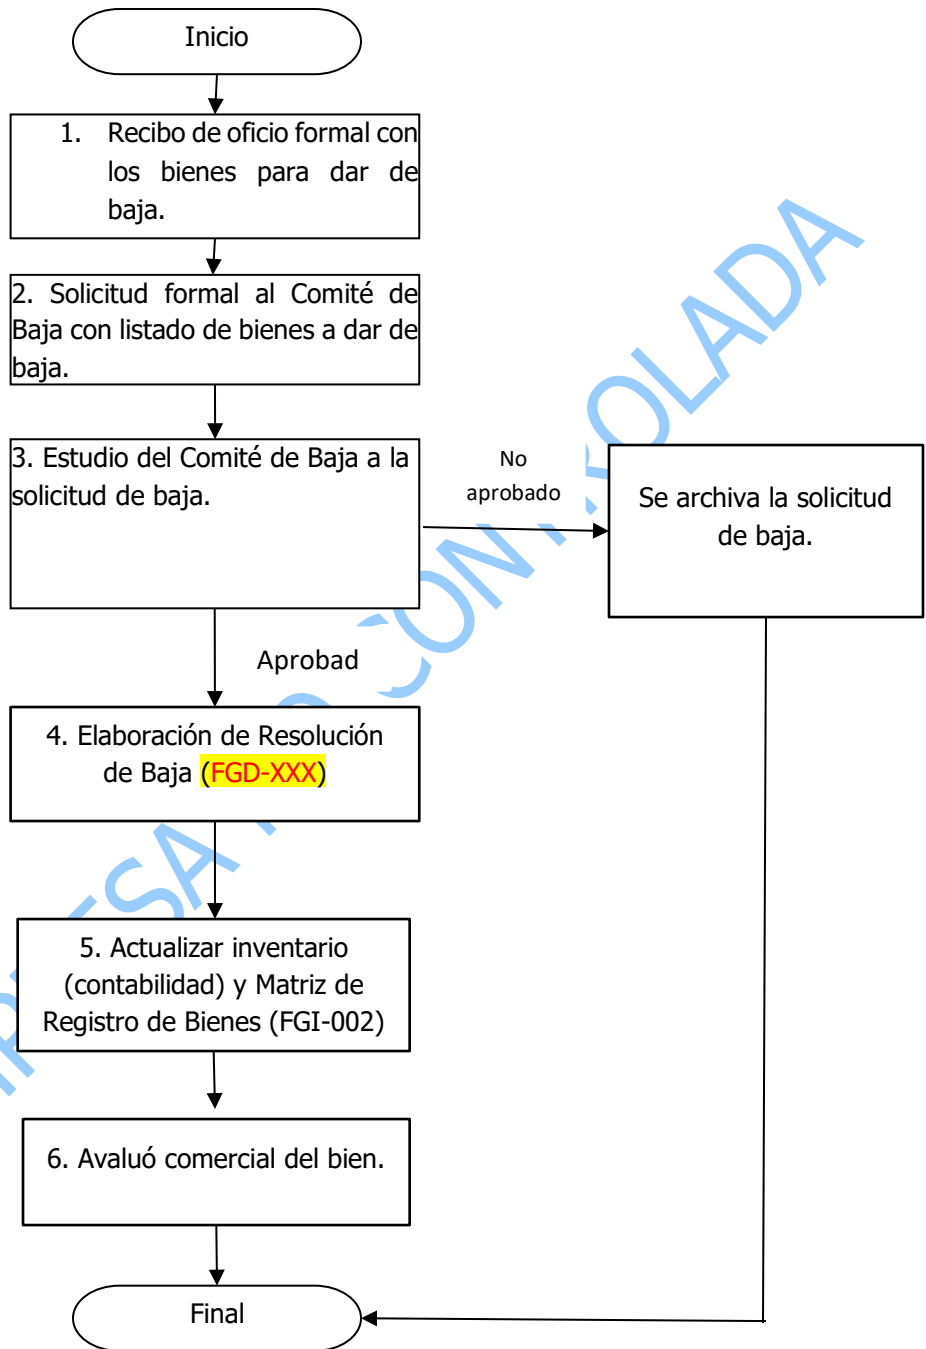 Inicio
1. Recibo de oficio formal con
los bienes para dar de
baja.
2. Solicitud formal al Comité de
Baja con listado de bienes a dar de
baja.
3. Estudio del Comité de Baja a la
solicitud de baja.
No
aprobado
Se archiva la solicitud
de baja.
Aprobad
4. Elaboración de Resolución
de Baja (FGD-XXX)
5. Actualizar inventario
(contabilidad) y Matriz de
Registro de Bienes (FGI-002)
6. Avaluó comercial del bien.
Final